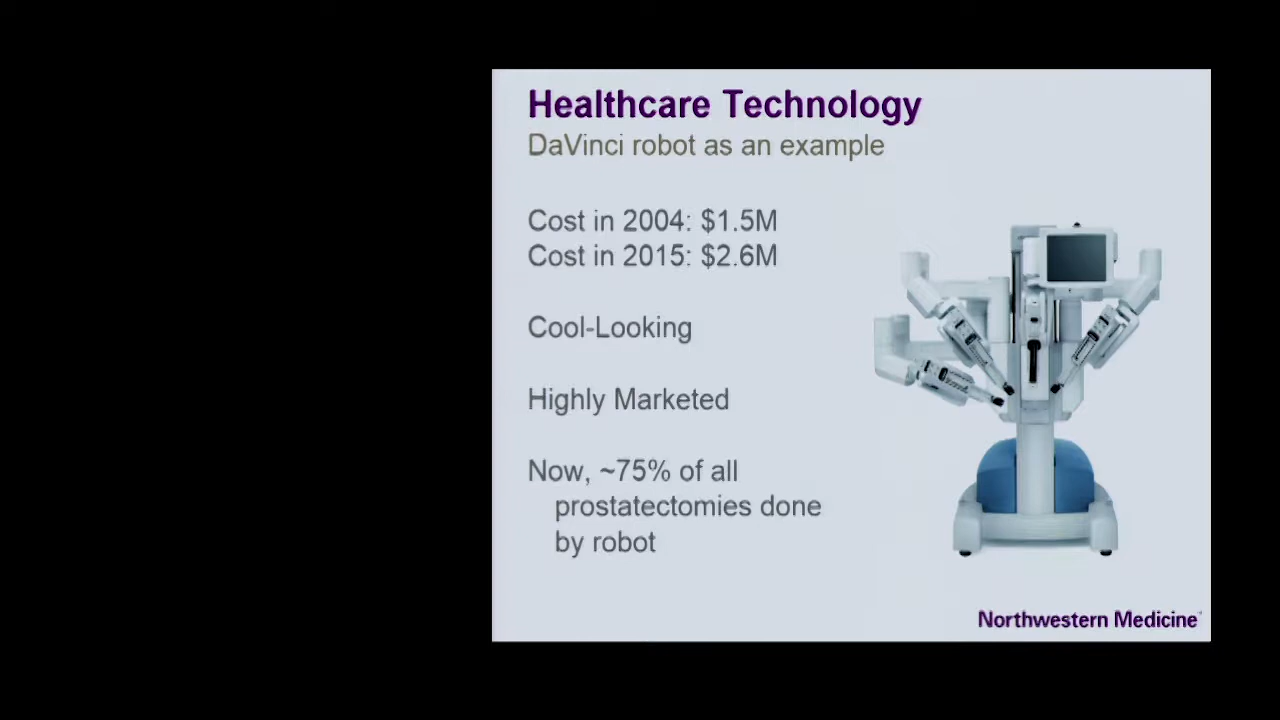 Healthcare Technology
DaVinci robot as an example
Cost in 2004: $1.5M
Cost in 2015: $2.6M
Cool-Looking
Highly Marketed
Now, ~75% of all
prostatectomies done
by robot
Northwestern Medicine